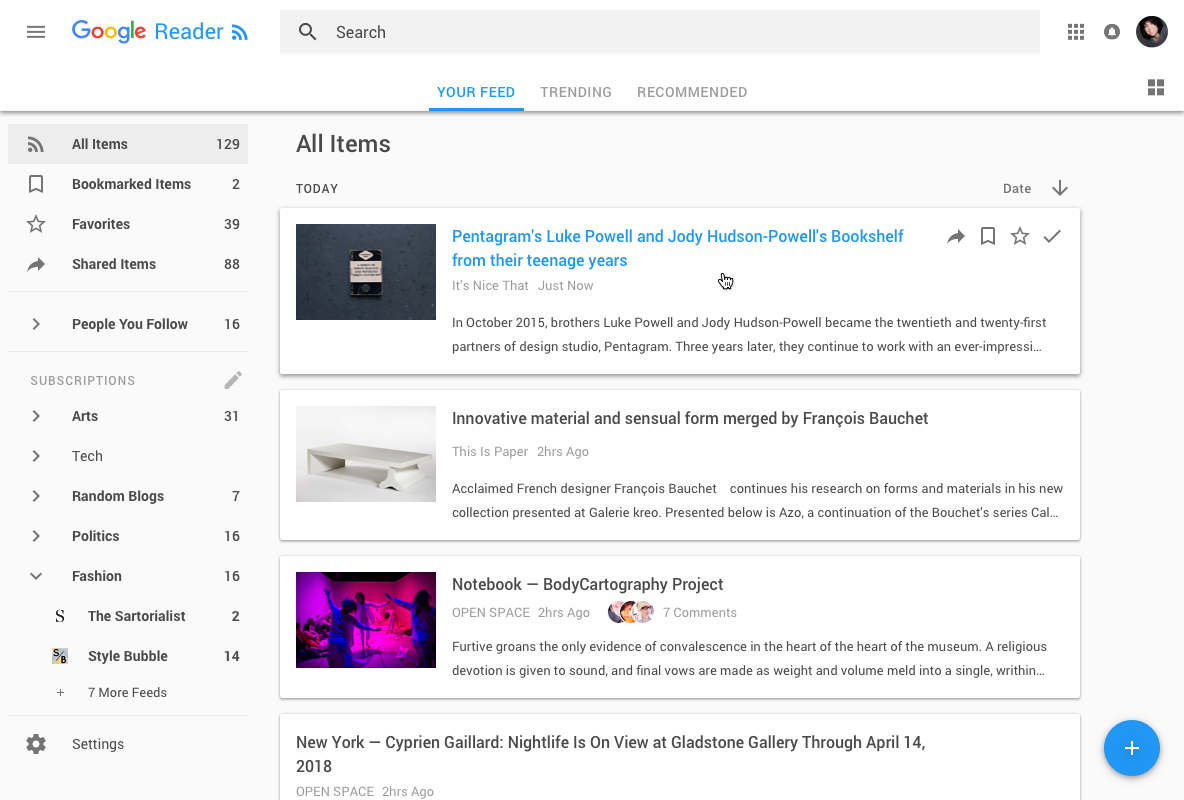 Google Reader
Search
YOUR FEED TRENDING RECOMMENDED
All Items 129
Bookmarked Items 2
Favorites 39
Shared Items 88
People You Follow 16
SUBSCRIPTIONS
Arts 31
Tech
Random Blogs 7
Politics 16
Fashion 16
S The Sartorialist 2
S/B Style Bubble 14
+ 7 More Feeds
Settings
All Items
TODAY Date
Pentagram's Luke Powell and Jody Hudson-Powell's Bookshelf
from their teenage years
It's Nice That Just Now
In October 2015, brothers Luke Powell and Jody Hudson-Powell became the twentieth and twenty-first
partners of design studio, Pentagram. Three years later, they continue to work with an ever-impressi...
Innovative material and sensual form merged by François Bauchet
This Is Paper 2hrs Ago
Acclaimed French designer François Bauchet continues his research on forms and materials in his new
collection presented at Galerie kreo. Presented below is Azo, a continuation of the Bouchet's series Cal...
Notebook — BodyCartography Project
OPEN SPACE 2hrs Ago 7 Comments
Furtive groans the only evidence of convalescence in the heart of the heart of the museum. A religious
devotion is given to sound, and final vows are made as weight and volume meld into a single, writhin...
New York — Cyprien Gaillard: Nightlife Is On View at Gladstone Gallery Through April 14,
2018
OPEN SPACE 2hrs Ago
+